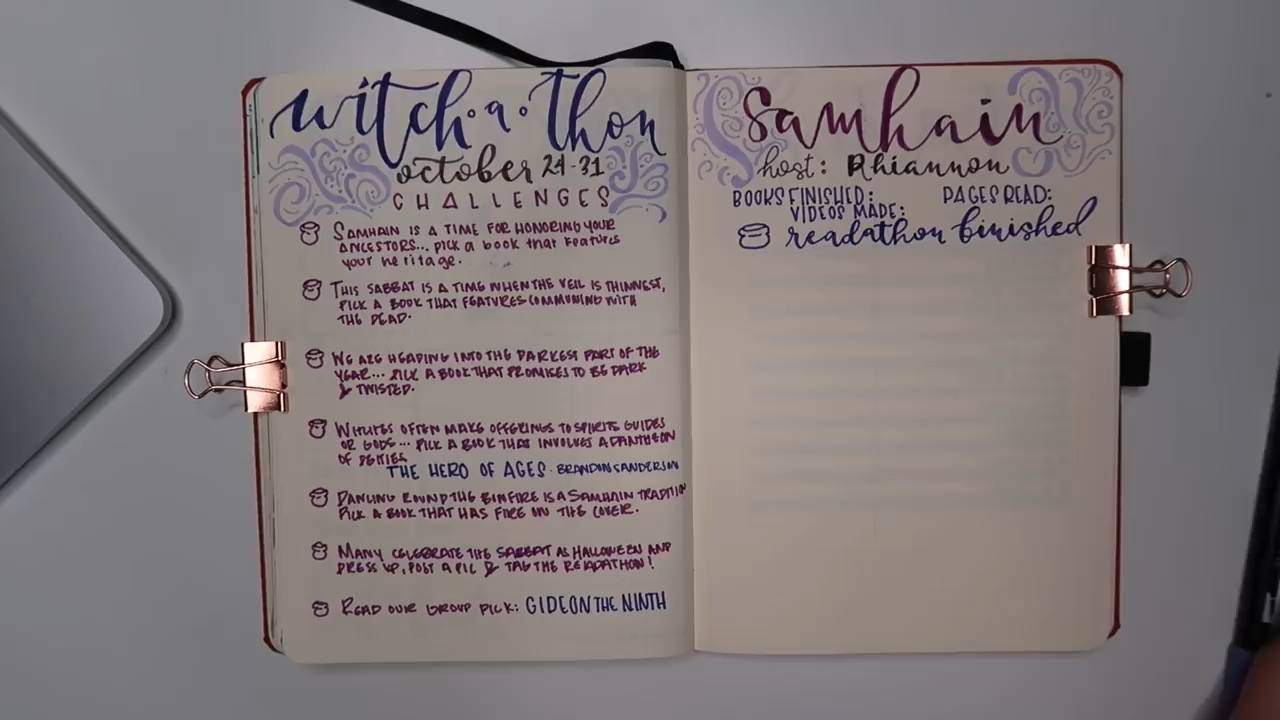 witch·a·thon
october 24-31
CHALLENGES
SAMHAIN IS A TIME FOR HONORING YOUR
ANCESTORS... PICK a book that features
your heritage.
THIS SABBAT IS A TIME WHEN THE VEIL IS THINNEST,
PICK A BOOK THAT FEATURES COMMUNING WITH
THE DEAD.
WE ARE HEADING INTO THE DARKEST PART OF THE
YEAR... PICK A BOOK THAT PROMISES TO BE DARK
& TWISTED.
WITCHES OFTEN MAKE OFFERINGS TO SPIRITS GUIDES
OR GODS... PICK A BOOK THAT INVOLVES A PANTHEON
OF DEITIES
THE HERO OF AGES - BRANDON SANDERSON
DANCING ROUND THE BINFIRE IS A SAMHAIN TRADITION
PICK A BOOK THAT HAS FIRE ON THE COVER.
MANY CELEBRATE THE SABBAT AS HALLOWEEN AND
DRESS UP, POST A PIC & TAG THE READATHON!
READ OUR GROUP PICK: GIDEON THE NINTH
Samhain
host: Rhiannon
BOOKS FINISHED: PAGES READ:
VIDEOS MADE:
readathon finished